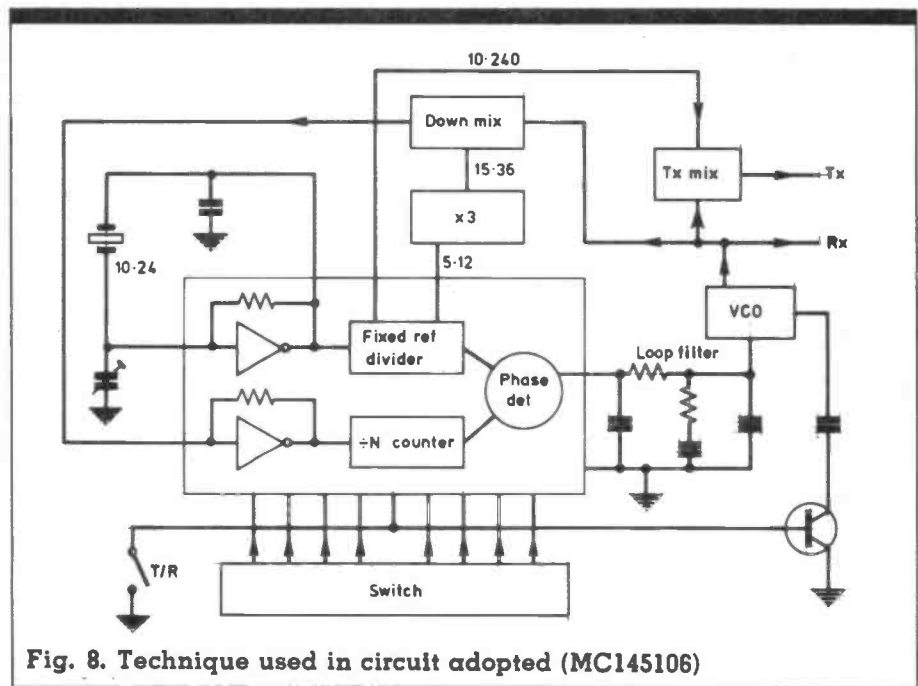 10·240
Down mix
Tx mix
Tx
15·36
x3
Rx
10·24
5·12
VCO
Fixed ref
divider
Loop filter
Phase
det
÷N counter
T/R
Switch
Fig. 8. Technique used in circuit adopted (MC145106)